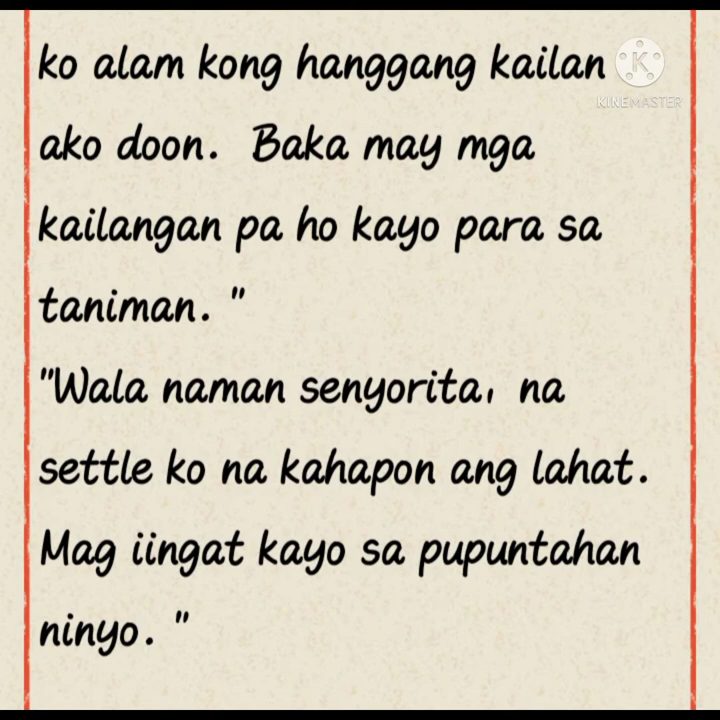 ko alam kong hanggang kailan
KINEMASTER
ako doon. Baka may mga
kailangan pa ho kayo para sa
taniman. "
"Wala naman senyorita, na
settle ko na kahapon ang lahat.
Mag iingat kayo sa pupuntahan
ninyo. "